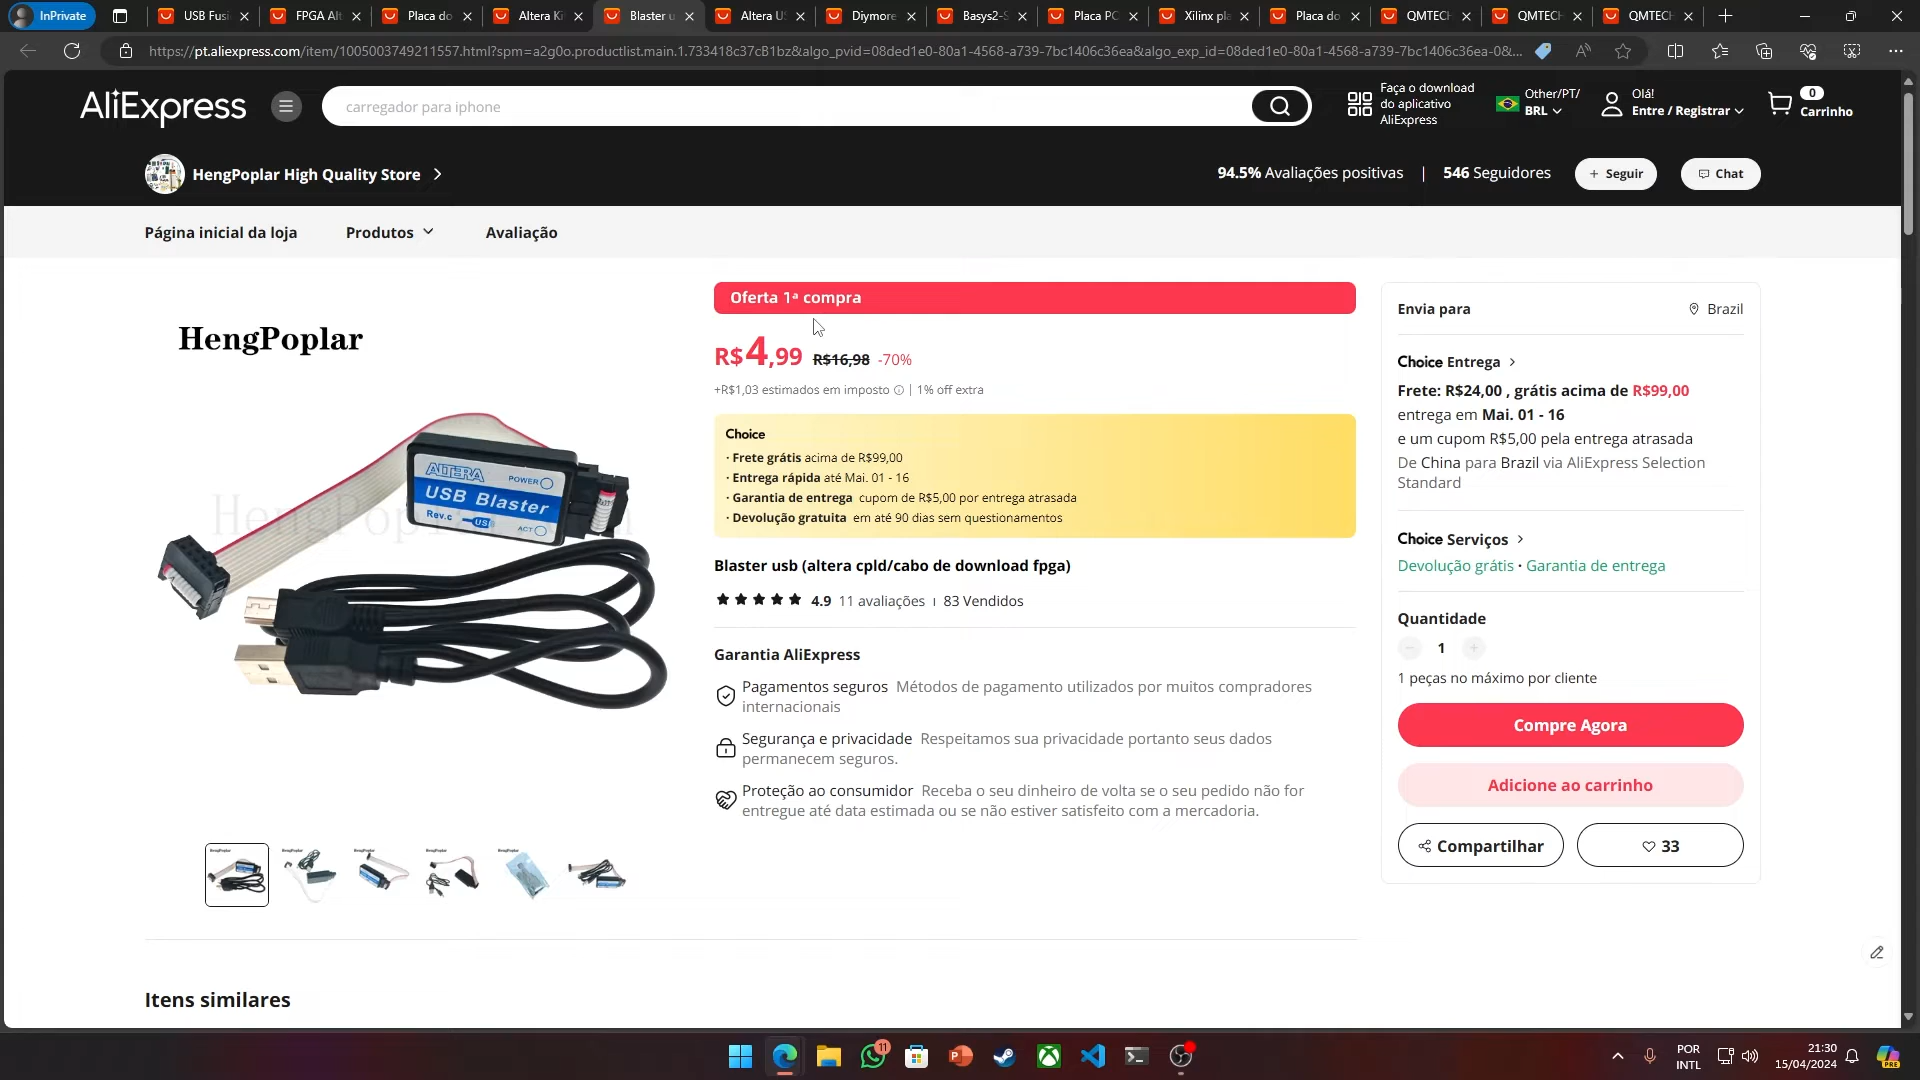 InPrivate
USB Fusi
FPGA Alt
Placa do
Altera Ki
Blaster u
Altera U
Diymore
Basys2-S
Placa PC
Xilinx pla
Placa do
QMTECH
QMTECH
QMTECH
https://pt.aliexpress.com/item/1005003749211557.html?spm=a2g0o.productlist.main.1.733418c37cB1bz&algo_pvid=08ded1e0-80a1-4568-a739-7bc1406c36ea&algo_exp_id=08ded1e0-80a1-4568-a739-7bc1406c36ea-0&...
AliExpress
carregador para iphone
Faça o download
do aplicativo
AliExpress
Other/PT/
BRL
Olá!
Entre / Registrar
0
Carrinho
HengPoplar High Quality Store
94.5% Avaliações positivas | 546 Seguidores
+ Seguir
Chat
Página inicial da loja
Produtos
Avaliação
HengPoplar
ALTERA
POWER
USB Blaster
Rev.c
USB
ACT
Oferta 1ª compra
R$4,99 R$16,98 -70%
+R$1,03 estimados em imposto | 1% off extra
Choice
· Frete grátis acima de R$99,00
· Entrega rápida até Mai. 01 - 16
· Garantia de entrega cupom de R$5,00 por entrega atrasada
· Devolução gratuita em até 90 dias sem questionamentos
Blaster usb (altera cpld/cabo de download fpga)
4.9 11 avaliações | 83 Vendidos
Garantia AliExpress
Pagamentos seguros Métodos de pagamento utilizados por muitos compradores
internacionais
Segurança e privacidade Respeitamos sua privacidade portanto seus dados
permanecem seguros.
Proteção ao consumidor Receba o seu dinheiro de volta se o seu pedido não for
entregue até data estimada ou se não estiver satisfeito com a mercadoria.
Envia para
Brazil
Choice Entrega
Frete: R$24,00 , grátis acima de R$99,00
entrega em Mai. 01 - 16
e um cupom R$5,00 pela entrega atrasada
De China para Brazil via AliExpress Selection
Standard
Choice Serviços
Devolução grátis · Garantia de entrega
Quantidade
1
1 peças no máximo por cliente
Compre Agora
Adicione ao carrinho
Compartilhar
33
Itens similares
11
POR
INTL
21:30
15/04/2024
PRE